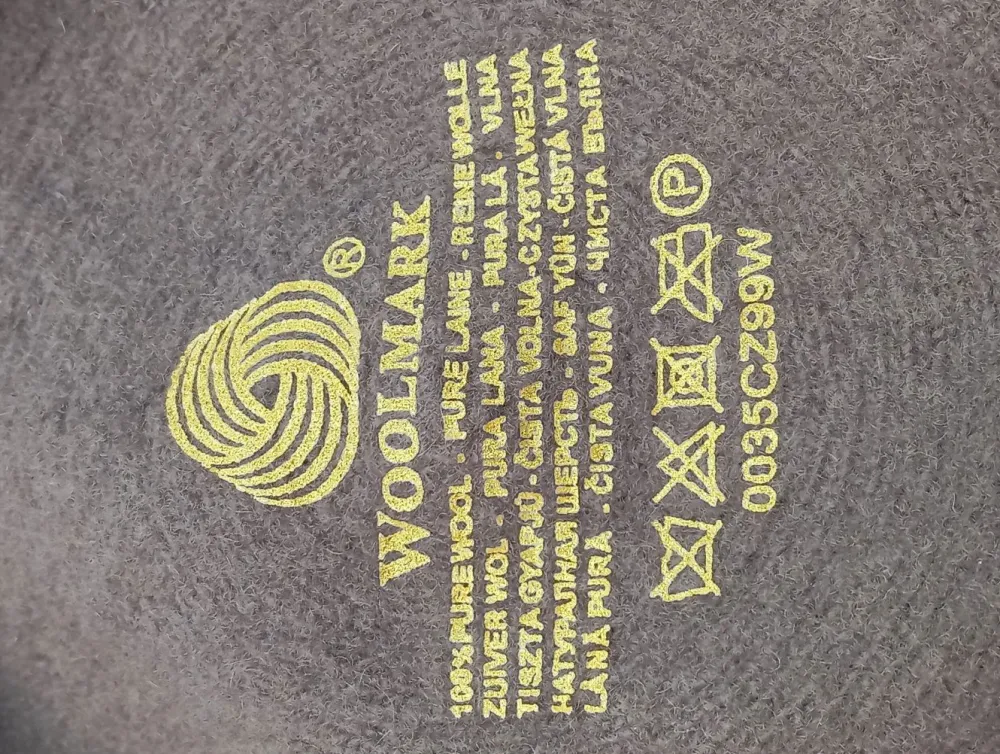 ®
WOOLMARK
100% PURE WOOL . PURE LAINE - REINE WOLLE
ZUIVER WOL . PURA LANA - PURA LÃ . VLNA
TISZTA GYAPJÚ - ČISTA VOLNA-CZYSTA WEŁNA
НАТУРАЛНАЯ ШЕРСТЬ . SAF YÜN - ČISTÁ VLNA
LÂNĂ PURĂ . ČISTA VUNA . ЧИСТА ВЪЛНА
P
0035CZ99W